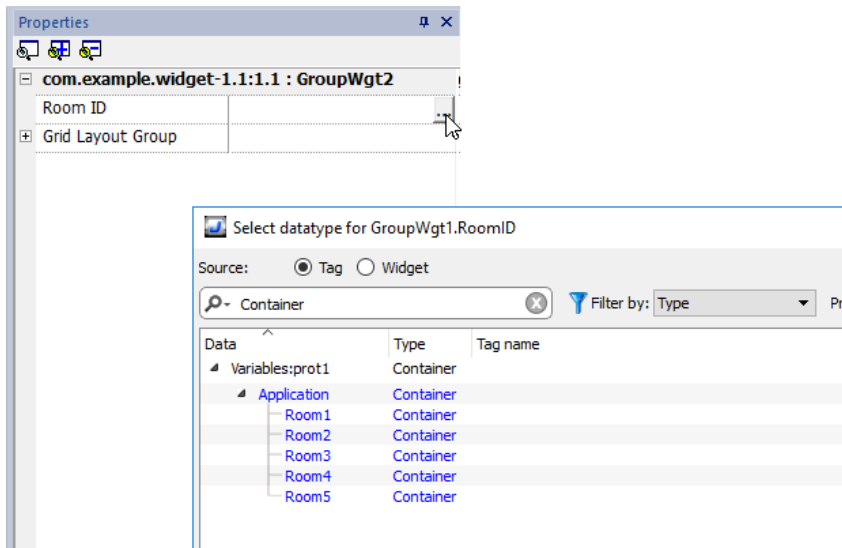 Properties
com.example.widget-1.1:1.1 : GroupWgt2
Room ID ...
Grid Layout Group
Select datatype for GroupWgt1.RoomID
Source: Tag Widget
Container Filter by: Type
Data Type Tag name
Variables:prot1 Container
Application Container
Room1 Container
Room2 Container
Room3 Container
Room4 Container
Room5 Container